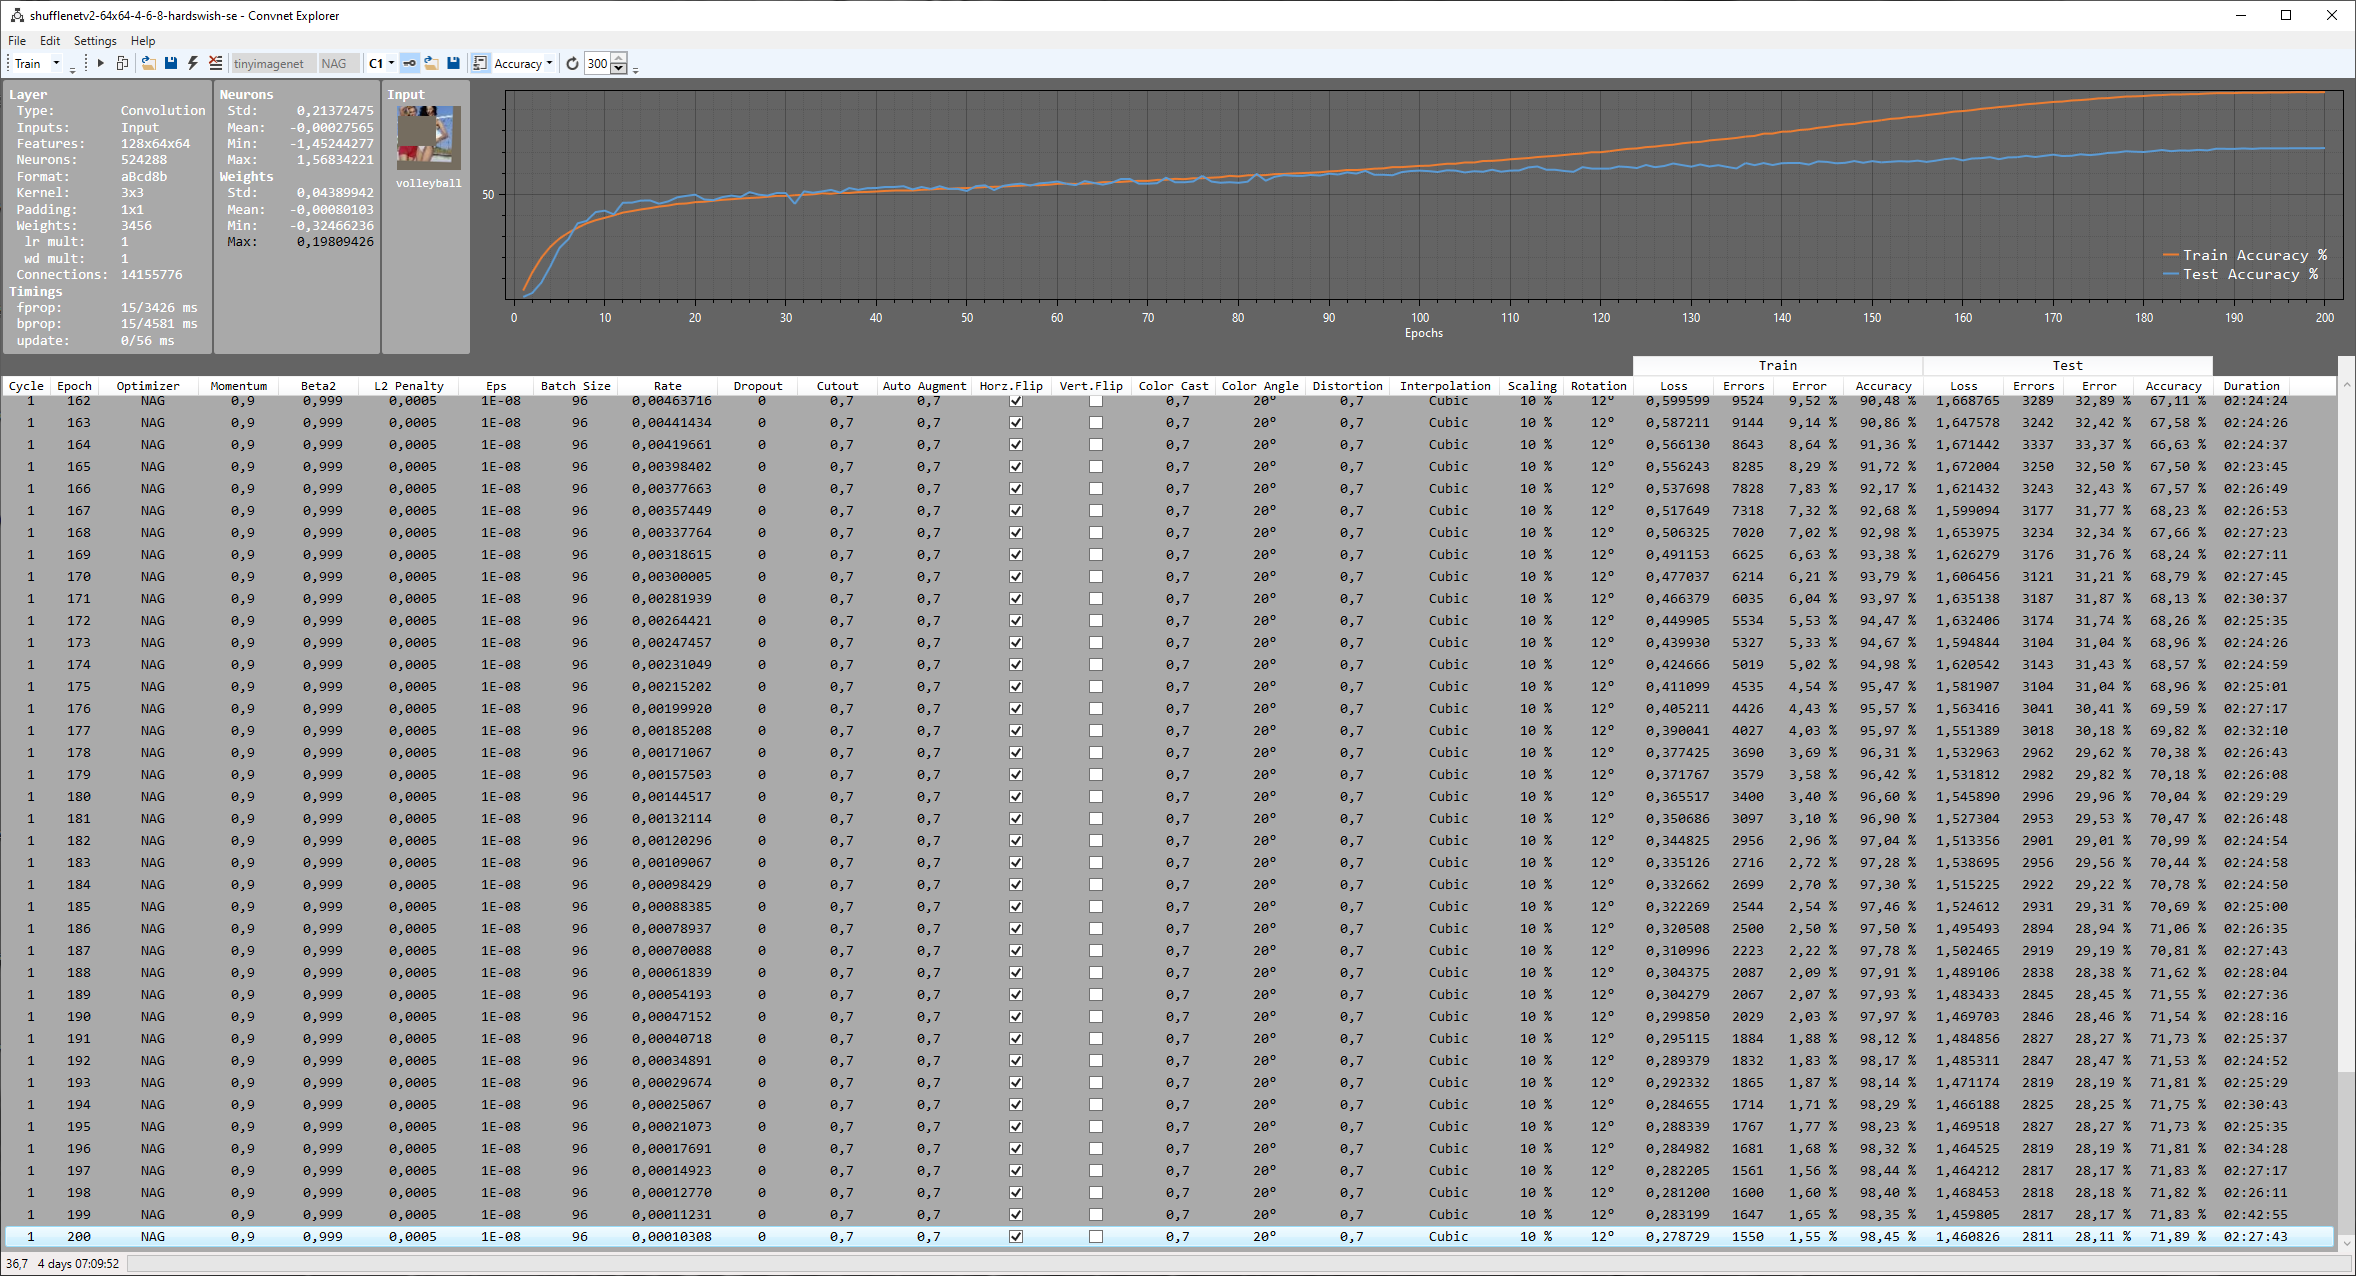 shufflenetv2-64x64-4-6-8-hardswish-se - Convnet Explorer
File Edit Settings Help
Train tinyimagenet NAG C1 Accuracy 300
Layer
Type: Convolution
Inputs: Input
Features: 128x64x64
Neurons: 524288
Format: aBcd8b
Kernel: 3x3
Padding: 1x1
Weights: 3456
lr mult: 1
wd mult: 1
Connections: 14155776
Timings
fprop: 15/3426 ms
bprop: 15/4581 ms
update: 0/56 ms
Neurons
Std: 0,21372475
Mean: -0,00027565
Min: -1,45244277
Max: 1,56834221
Weights
Std: 0,04389942
Mean: -0,00080103
Min: -0,32466236
Max: 0,19809426
Input
volleyball
50
Train Accuracy %
Test Accuracy %
0 10 20 30 40 50 60 70 80 90 100 110 120 130 140 150 160 170 180 190 200
Epochs
Train Test
Cycle Epoch Optimizer Momentum Beta2 L2 Penalty Eps Batch Size Rate Dropout Cutout Auto Augment Horz.Flip Vert.Flip Color Cast Color Angle Distortion Interpolation Scaling Rotation Loss Errors Error Accuracy Loss Errors Error Accuracy Duration
1 162 NAG 0,9 0,999 0,0005 1E-08 96 0,00463716 0 0,7 0,7 0,7 20° 0,7 Cubic 10 % 12° 0,599599 9524 9,52 % 90,48 % 1,668765 3289 32,89 % 67,11 % 02:24:24
1 163 NAG 0,9 0,999 0,0005 1E-08 96 0,00441434 0 0,7 0,7 0,7 20° 0,7 Cubic 10 % 12° 0,587211 9144 9,14 % 90,86 % 1,647578 3242 32,42 % 67,58 % 02:24:26
1 164 NAG 0,9 0,999 0,0005 1E-08 96 0,00419661 0 0,7 0,7 0,7 20° 0,7 Cubic 10 % 12° 0,566130 8643 8,64 % 91,36 % 1,671442 3337 33,37 % 66,63 % 02:24:37
1 165 NAG 0,9 0,999 0,0005 1E-08 96 0,00398402 0 0,7 0,7 0,7 20° 0,7 Cubic 10 % 12° 0,556243 8285 8,29 % 91,72 % 1,672004 3250 32,50 % 67,50 % 02:23:45
1 166 NAG 0,9 0,999 0,0005 1E-08 96 0,00377663 0 0,7 0,7 0,7 20° 0,7 Cubic 10 % 12° 0,537698 7828 7,83 % 92,17 % 1,621432 3243 32,43 % 67,57 % 02:26:49
1 167 NAG 0,9 0,999 0,0005 1E-08 96 0,00357449 0 0,7 0,7 0,7 20° 0,7 Cubic 10 % 12° 0,517649 7318 7,32 % 92,68 % 1,599094 3177 31,77 % 68,23 % 02:26:53
1 168 NAG 0,9 0,999 0,0005 1E-08 96 0,00337764 0 0,7 0,7 0,7 20° 0,7 Cubic 10 % 12° 0,506325 7020 7,02 % 92,98 % 1,653975 3234 32,34 % 67,66 % 02:27:23
1 169 NAG 0,9 0,999 0,0005 1E-08 96 0,00318615 0 0,7 0,7 0,7 20° 0,7 Cubic 10 % 12° 0,491153 6625 6,63 % 93,38 % 1,626279 3176 31,76 % 68,24 % 02:27:11
1 170 NAG 0,9 0,999 0,0005 1E-08 96 0,00300005 0 0,7 0,7 0,7 20° 0,7 Cubic 10 % 12° 0,477037 6214 6,21 % 93,79 % 1,606456 3121 31,21 % 68,79 % 02:27:45
1 171 NAG 0,9 0,999 0,0005 1E-08 96 0,00281939 0 0,7 0,7 0,7 20° 0,7 Cubic 10 % 12° 0,466379 6035 6,04 % 93,97 % 1,635138 3187 31,87 % 68,13 % 02:30:37
1 172 NAG 0,9 0,999 0,0005 1E-08 96 0,00264421 0 0,7 0,7 0,7 20° 0,7 Cubic 10 % 12° 0,449905 5534 5,53 % 94,47 % 1,632406 3174 31,74 % 68,26 % 02:25:35
1 173 NAG 0,9 0,999 0,0005 1E-08 96 0,00247457 0 0,7 0,7 0,7 20° 0,7 Cubic 10 % 12° 0,439930 5327 5,33 % 94,67 % 1,594844 3104 31,04 % 68,96 % 02:24:26
1 174 NAG 0,9 0,999 0,0005 1E-08 96 0,00231049 0 0,7 0,7 0,7 20° 0,7 Cubic 10 % 12° 0,424666 5019 5,02 % 94,98 % 1,620542 3143 31,43 % 68,57 % 02:24:59
1 175 NAG 0,9 0,999 0,0005 1E-08 96 0,00215202 0 0,7 0,7 0,7 20° 0,7 Cubic 10 % 12° 0,411099 4535 4,54 % 95,47 % 1,581907 3104 31,04 % 68,96 % 02:25:01
1 176 NAG 0,9 0,999 0,0005 1E-08 96 0,00199920 0 0,7 0,7 0,7 20° 0,7 Cubic 10 % 12° 0,405211 4426 4,43 % 95,57 % 1,563416 3041 30,41 % 69,59 % 02:27:17
1 177 NAG 0,9 0,999 0,0005 1E-08 96 0,00185208 0 0,7 0,7 0,7 20° 0,7 Cubic 10 % 12° 0,390041 4027 4,03 % 95,97 % 1,551389 3018 30,18 % 69,82 % 02:32:10
1 178 NAG 0,9 0,999 0,0005 1E-08 96 0,00171067 0 0,7 0,7 0,7 20° 0,7 Cubic 10 % 12° 0,377425 3690 3,69 % 96,31 % 1,532963 2962 29,62 % 70,38 % 02:26:43
1 179 NAG 0,9 0,999 0,0005 1E-08 96 0,00157503 0 0,7 0,7 0,7 20° 0,7 Cubic 10 % 12° 0,371767 3579 3,58 % 96,42 % 1,531812 2982 29,82 % 70,18 % 02:26:08
1 180 NAG 0,9 0,999 0,0005 1E-08 96 0,00144517 0 0,7 0,7 0,7 20° 0,7 Cubic 10 % 12° 0,365517 3400 3,40 % 96,60 % 1,545890 2996 29,96 % 70,04 % 02:29:29
1 181 NAG 0,9 0,999 0,0005 1E-08 96 0,00132114 0 0,7 0,7 0,7 20° 0,7 Cubic 10 % 12° 0,350686 3097 3,10 % 96,90 % 1,527304 2953 29,53 % 70,47 % 02:26:48
1 182 NAG 0,9 0,999 0,0005 1E-08 96 0,00120296 0 0,7 0,7 0,7 20° 0,7 Cubic 10 % 12° 0,344825 2956 2,96 % 97,04 % 1,513356 2901 29,01 % 70,99 % 02:24:54
1 183 NAG 0,9 0,999 0,0005 1E-08 96 0,00109067 0 0,7 0,7 0,7 20° 0,7 Cubic 10 % 12° 0,335126 2716 2,72 % 97,28 % 1,538695 2956 29,56 % 70,44 % 02:24:58
1 184 NAG 0,9 0,999 0,0005 1E-08 96 0,00098429 0 0,7 0,7 0,7 20° 0,7 Cubic 10 % 12° 0,332662 2699 2,70 % 97,30 % 1,515225 2922 29,22 % 70,78 % 02:24:50
1 185 NAG 0,9 0,999 0,0005 1E-08 96 0,00088385 0 0,7 0,7 0,7 20° 0,7 Cubic 10 % 12° 0,322269 2544 2,54 % 97,46 % 1,524612 2931 29,31 % 70,69 % 02:25:00
1 186 NAG 0,9 0,999 0,0005 1E-08 96 0,00078937 0 0,7 0,7 0,7 20° 0,7 Cubic 10 % 12° 0,320508 2500 2,50 % 97,50 % 1,495493 2894 28,94 % 71,06 % 02:26:35
1 187 NAG 0,9 0,999 0,0005 1E-08 96 0,00070088 0 0,7 0,7 0,7 20° 0,7 Cubic 10 % 12° 0,310996 2223 2,22 % 97,78 % 1,502465 2919 29,19 % 70,81 % 02:27:43
1 188 NAG 0,9 0,999 0,0005 1E-08 96 0,00061839 0 0,7 0,7 0,7 20° 0,7 Cubic 10 % 12° 0,304375 2087 2,09 % 97,91 % 1,489106 2838 28,38 % 71,62 % 02:28:04
1 189 NAG 0,9 0,999 0,0005 1E-08 96 0,00054193 0 0,7 0,7 0,7 20° 0,7 Cubic 10 % 12° 0,304279 2067 2,07 % 97,93 % 1,483433 2845 28,45 % 71,55 % 02:27:36
1 190 NAG 0,9 0,999 0,0005 1E-08 96 0,00047152 0 0,7 0,7 0,7 20° 0,7 Cubic 10 % 12° 0,299850 2029 2,03 % 97,97 % 1,469703 2846 28,46 % 71,54 % 02:28:16
1 191 NAG 0,9 0,999 0,0005 1E-08 96 0,00040718 0 0,7 0,7 0,7 20° 0,7 Cubic 10 % 12° 0,295115 1884 1,88 % 98,12 % 1,484856 2827 28,27 % 71,73 % 02:25:37
1 192 NAG 0,9 0,999 0,0005 1E-08 96 0,00034891 0 0,7 0,7 0,7 20° 0,7 Cubic 10 % 12° 0,289379 1832 1,83 % 98,17 % 1,485311 2847 28,47 % 71,53 % 02:24:52
1 193 NAG 0,9 0,999 0,0005 1E-08 96 0,00029674 0 0,7 0,7 0,7 20° 0,7 Cubic 10 % 12° 0,292332 1865 1,87 % 98,14 % 1,471174 2819 28,19 % 71,81 % 02:25:29
1 194 NAG 0,9 0,999 0,0005 1E-08 96 0,00025067 0 0,7 0,7 0,7 20° 0,7 Cubic 10 % 12° 0,284655 1714 1,71 % 98,29 % 1,466188 2825 28,25 % 71,75 % 02:30:43
1 195 NAG 0,9 0,999 0,0005 1E-08 96 0,00021073 0 0,7 0,7 0,7 20° 0,7 Cubic 10 % 12° 0,288339 1767 1,77 % 98,23 % 1,469518 2827 28,27 % 71,73 % 02:25:35
1 196 NAG 0,9 0,999 0,0005 1E-08 96 0,00017691 0 0,7 0,7 0,7 20° 0,7 Cubic 10 % 12° 0,284982 1681 1,68 % 98,32 % 1,464525 2819 28,19 % 71,81 % 02:34:28
1 197 NAG 0,9 0,999 0,0005 1E-08 96 0,00014923 0 0,7 0,7 0,7 20° 0,7 Cubic 10 % 12° 0,282205 1561 1,56 % 98,44 % 1,464212 2817 28,17 % 71,83 % 02:27:17
1 198 NAG 0,9 0,999 0,0005 1E-08 96 0,00012770 0 0,7 0,7 0,7 20° 0,7 Cubic 10 % 12° 0,281200 1600 1,60 % 98,40 % 1,468453 2818 28,18 % 71,82 % 02:26:11
1 199 NAG 0,9 0,999 0,0005 1E-08 96 0,00011231 0 0,7 0,7 0,7 20° 0,7 Cubic 10 % 12° 0,283199 1647 1,65 % 98,35 % 1,459805 2817 28,17 % 71,83 % 02:42:55
1 200 NAG 0,9 0,999 0,0005 1E-08 96 0,00010308 0 0,7 0,7 0,7 20° 0,7 Cubic 10 % 12° 0,278729 1550 1,55 % 98,45 % 1,460826 2811 28,11 % 71,89 % 02:27:43
36,7 4 days 07:09:52